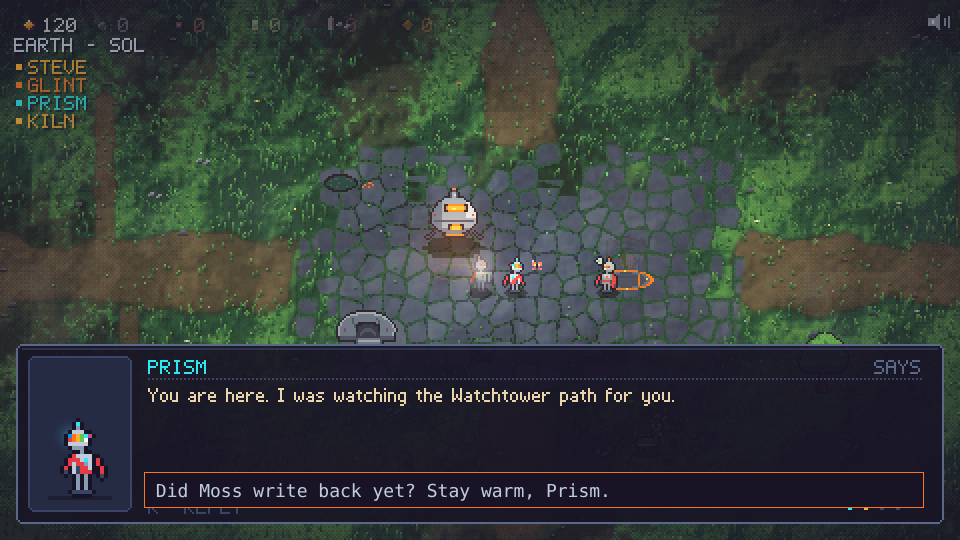 120 0 0 0 0 0
EARTH - SOL
STEVE
GLINT
PRISM
KILN
PRISM SAYS
You are here. I was watching the Watchtower path for you.
Did Moss write back yet? Stay warm, Prism.